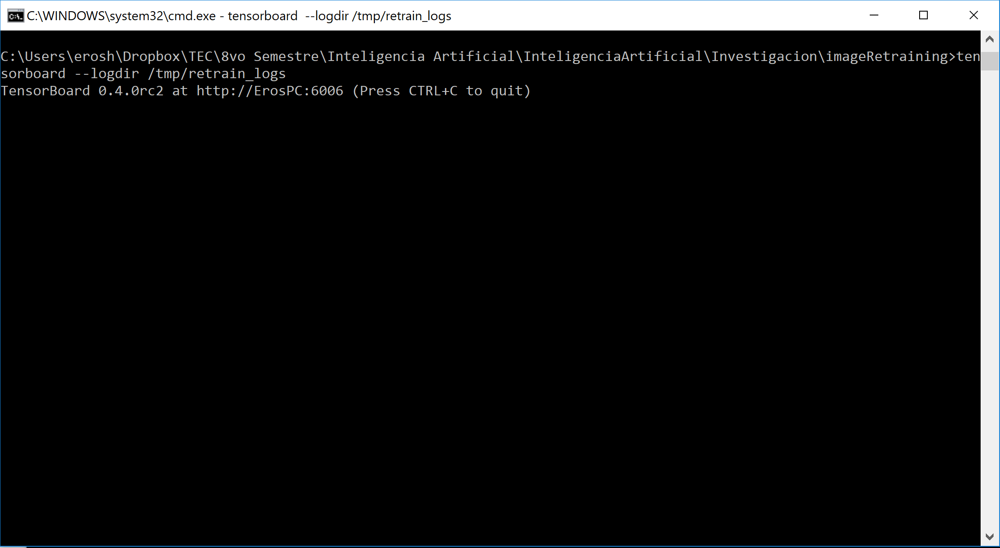 C:\WINDOWS\system32\cmd.exe - tensorboard  --logdir /tmp/retrain_logs
C:\Users\erosh\Dropbox\TEC\8vo Semestre\Inteligencia Artificial\InteligenciaArtificial\Investigacion\imageRetraining>ten
sorboard --logdir /tmp/retrain_logs
TensorBoard 0.4.0rc2 at http://ErosPC:6006 (Press CTRL+C to quit)